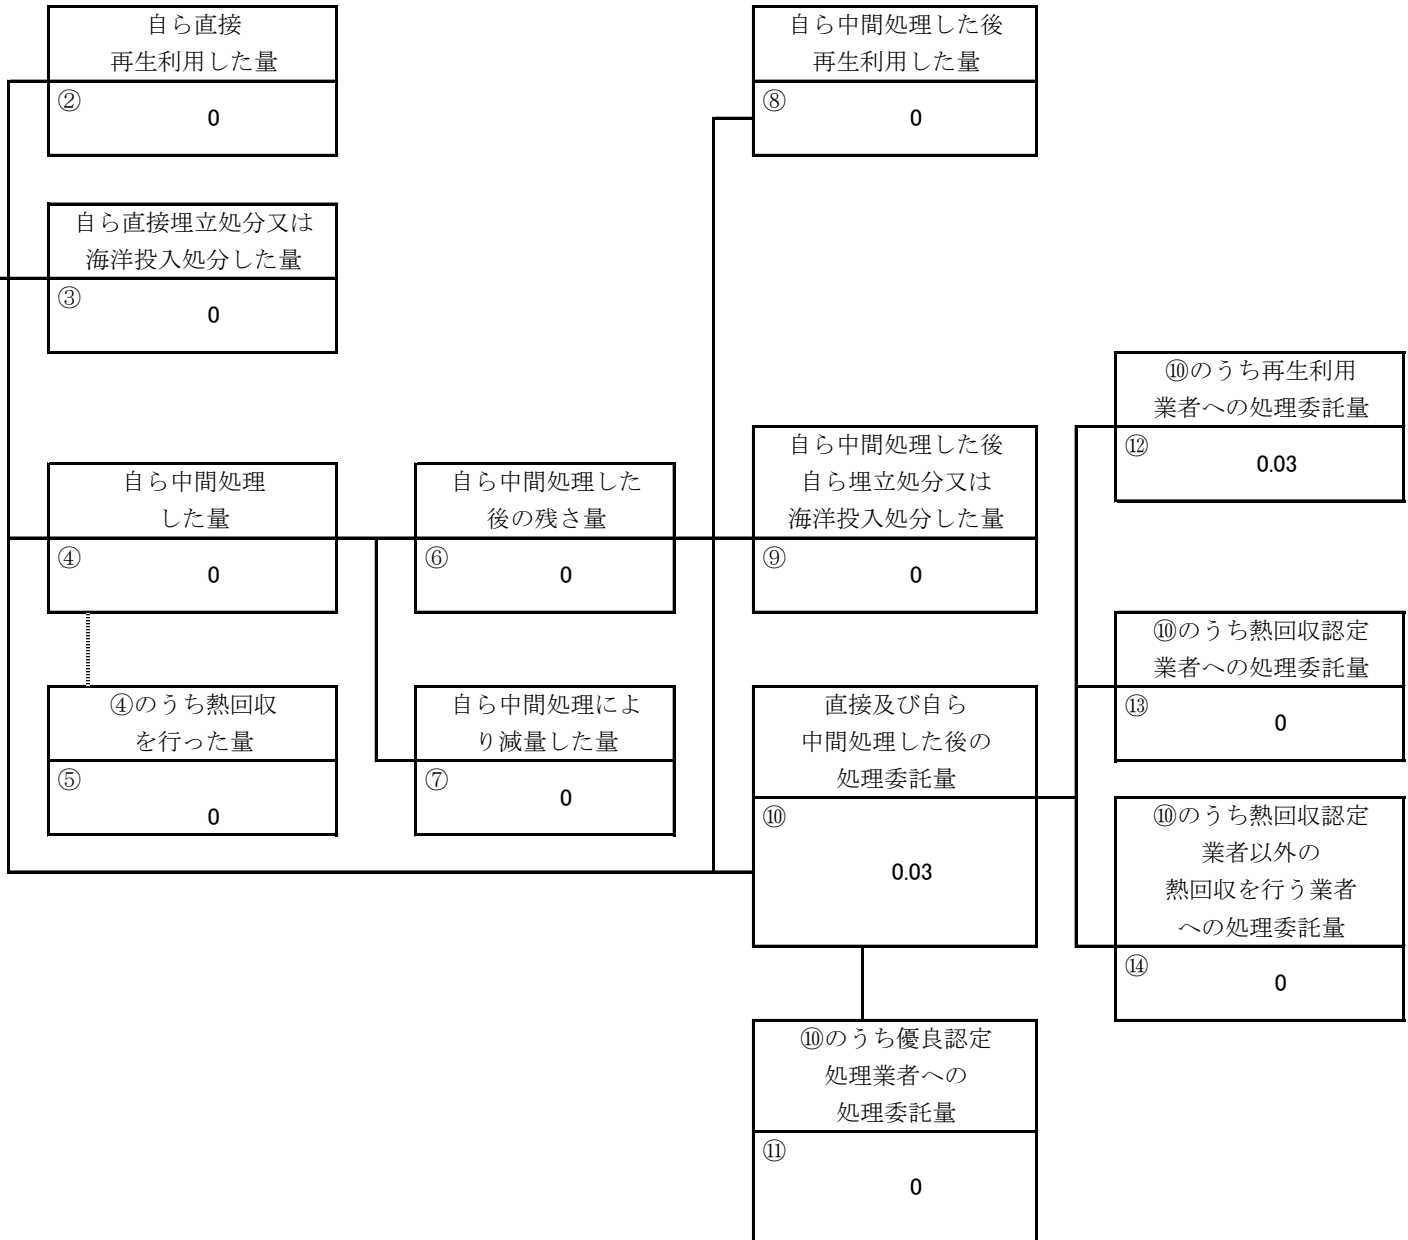 自ら直接
再生利用した量
②
0
自ら中間処理した後
再生利用した量
⑧
0
自ら直接埋立処分又は
海洋投入処分した量
③
0
⑩のうち再生利用
業者への処理委託量
⑫
0.03
自ら中間処理
した量
④
0
自ら中間処理した
後の残さ量
⑥
0
自ら中間処理した後
自ら埋立処分又は
海洋投入処分した量
⑨
0
⑩のうち熱回収認定
業者への処理委託量
⑬
0
④のうち熱回収
を行った量
⑤
0
自ら中間処理によ
り減量した量
⑦
0
直接及び自ら
中間処理した後の
処理委託量
⑩
0.03
⑩のうち熱回収認定
業者以外の
熱回収を行う業者
への処理委託量
⑭
0
⑩のうち優良認定
処理業者への
処理委託量
⑪
0